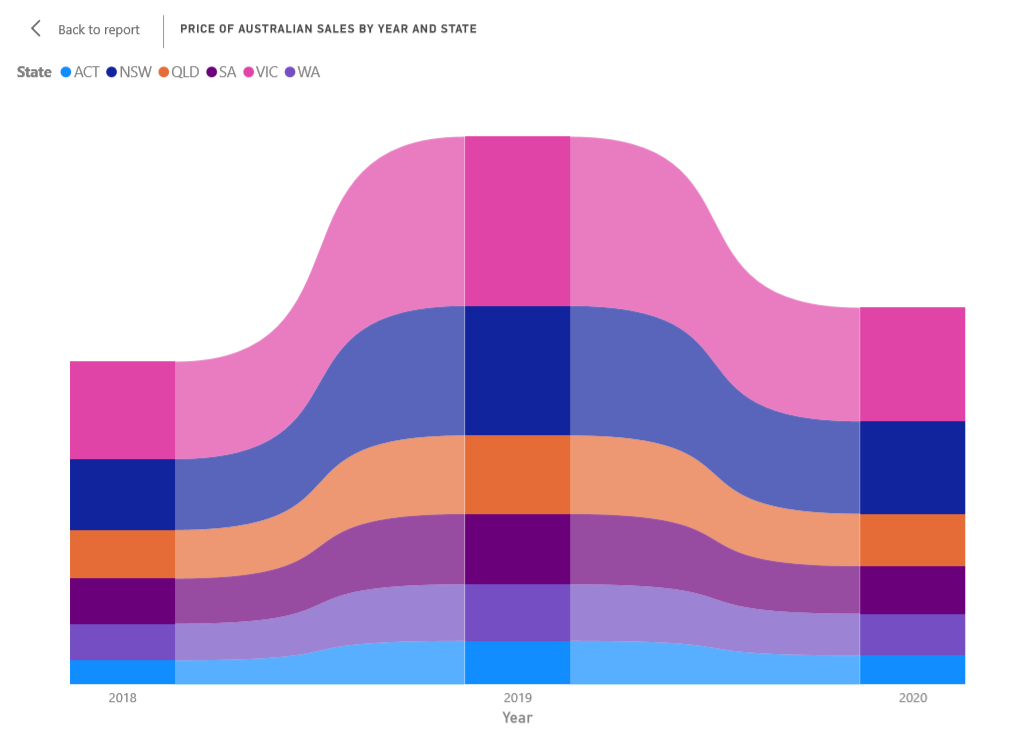 Back to report
PRICE OF AUSTRALIAN SALES BY YEAR AND STATE
State ACT NSW QLD SA VIC WA
2018 2019 2020
Year